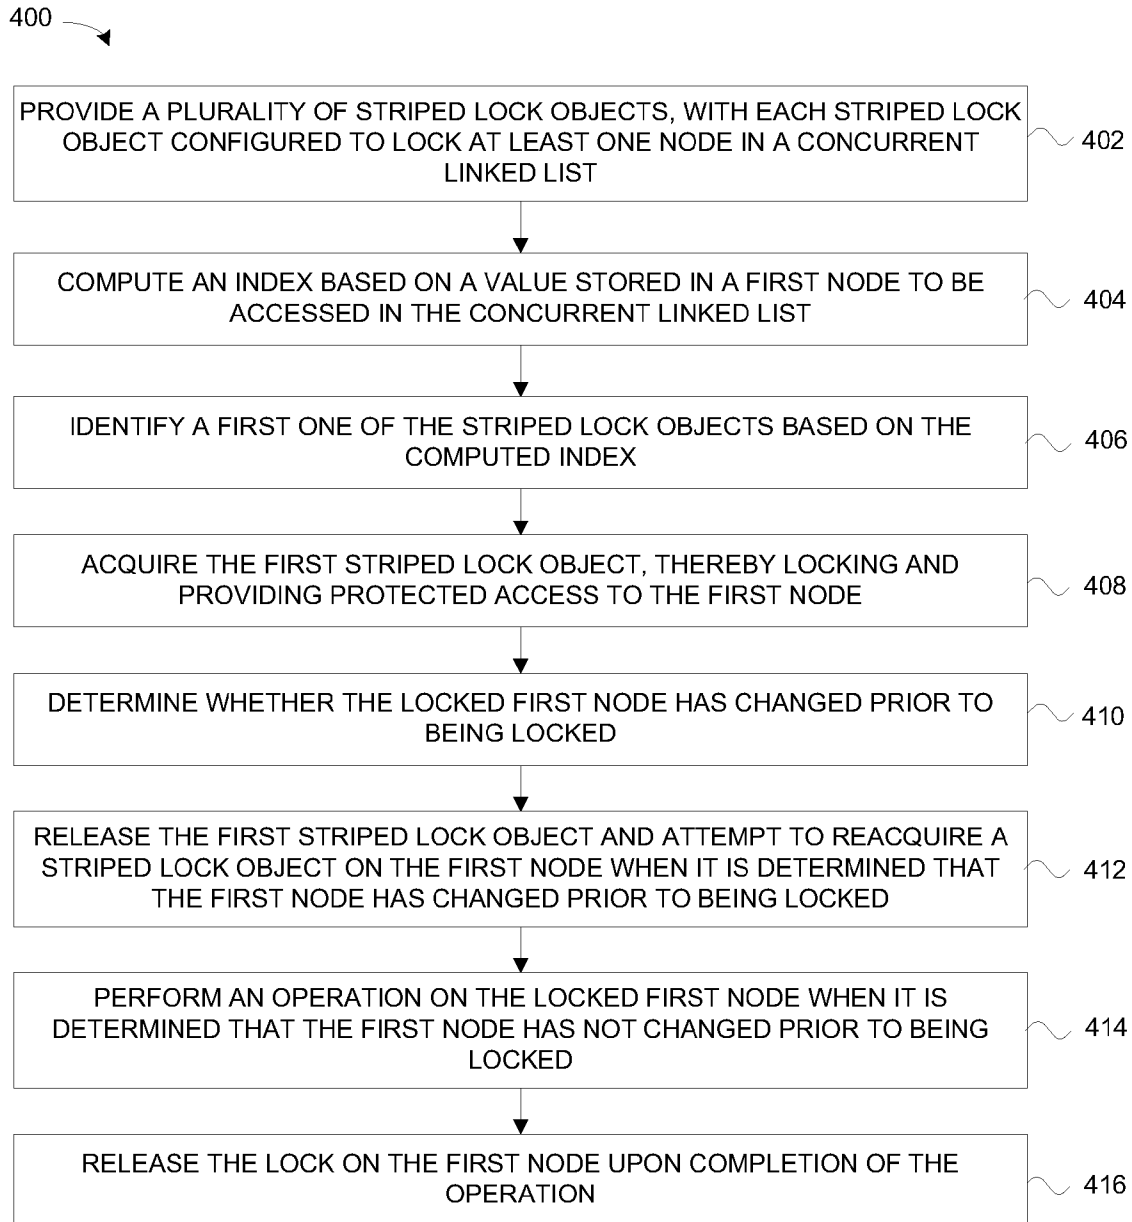 400
PROVIDE A PLURALITY OF STRIPED LOCK OBJECTS, WITH EACH STRIPED LOCK
OBJECT CONFIGURED TO LOCK AT LEAST ONE NODE IN A CONCURRENT
LINKED LIST
402
COMPUTE AN INDEX BASED ON A VALUE STORED IN A FIRST NODE TO BE
ACCESSED IN THE CONCURRENT LINKED LIST
404
IDENTIFY A FIRST ONE OF THE STRIPED LOCK OBJECTS BASED ON THE
COMPUTED INDEX
406
ACQUIRE THE FIRST STRIPED LOCK OBJECT, THEREBY LOCKING AND
PROVIDING PROTECTED ACCESS TO THE FIRST NODE
408
DETERMINE WHETHER THE LOCKED FIRST NODE HAS CHANGED PRIOR TO
BEING LOCKED
410
RELEASE THE FIRST STRIPED LOCK OBJECT AND ATTEMPT TO REACQUIRE A
STRIPED LOCK OBJECT ON THE FIRST NODE WHEN IT IS DETERMINED THAT
THE FIRST NODE HAS CHANGED PRIOR TO BEING LOCKED
412
PERFORM AN OPERATION ON THE LOCKED FIRST NODE WHEN IT IS
DETERMINED THAT THE FIRST NODE HAS NOT CHANGED PRIOR TO BEING
LOCKED
414
RELEASE THE LOCK ON THE FIRST NODE UPON COMPLETION OF THE
OPERATION
416